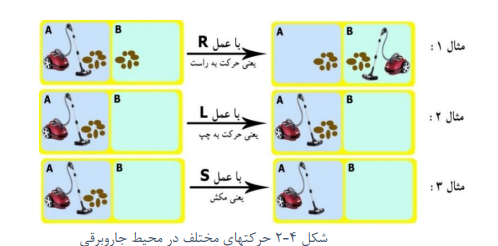 A B با عمل R یعنی حرکت به راست A B مثال ۱ :
A B با عمل L یعنی حرکت به چپ A B مثال ۲ :
A B با عمل S یعنی مکش A B مثال ۳ :
شکل ۴-۲ حرکتهای مختلف در محیط جاروبرقی